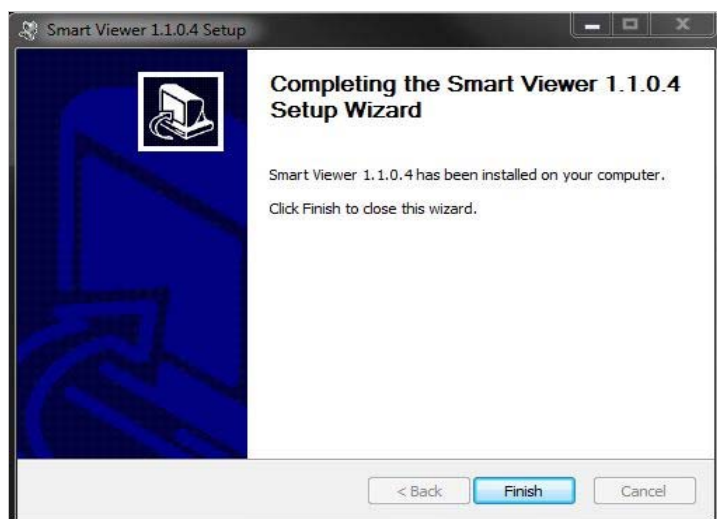 Smart Viewer 1.1.0.4 Setup
Completing the Smart Viewer 1.1.0.4
Setup Wizard
Smart Viewer 1.1.0.4 has been installed on your computer.
Click Finish to close this wizard.
< Back
Finish
Cancel